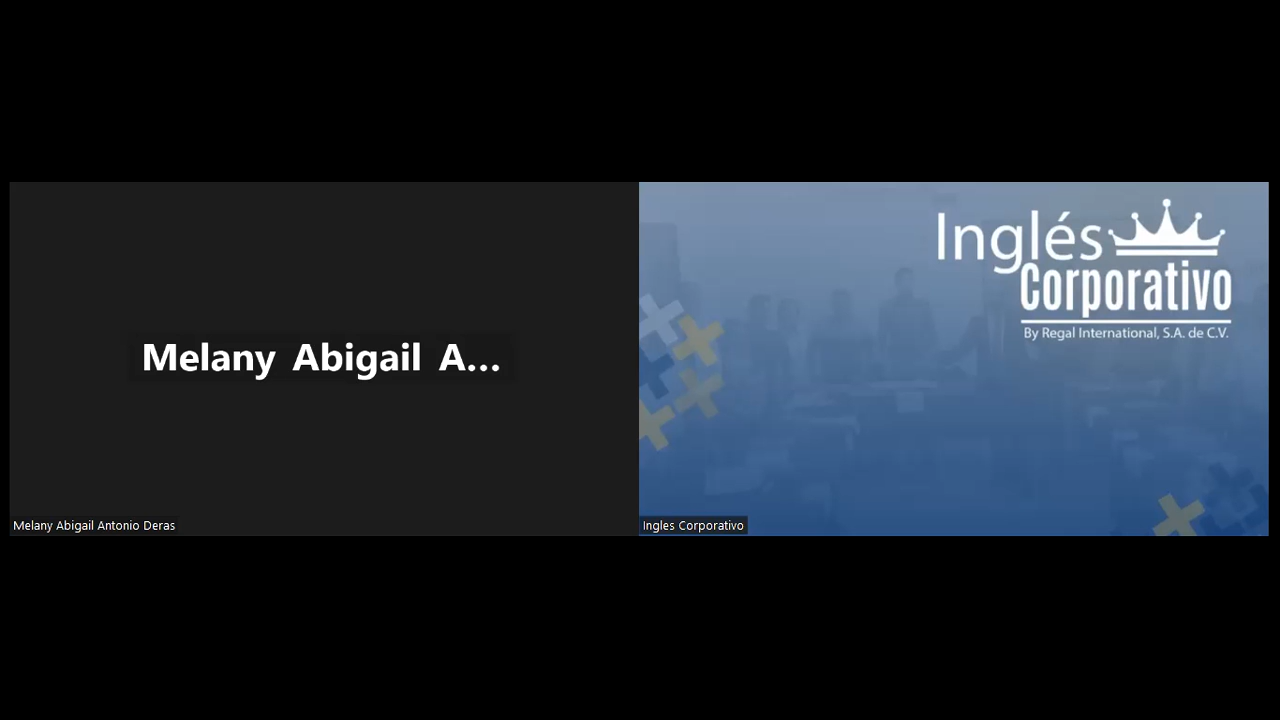 Melany Abigail A...
Melany Abigail Antonio Deras
Inglés
Corporativo
By Regal International, S.A. de C.V.
Ingles Corporativo